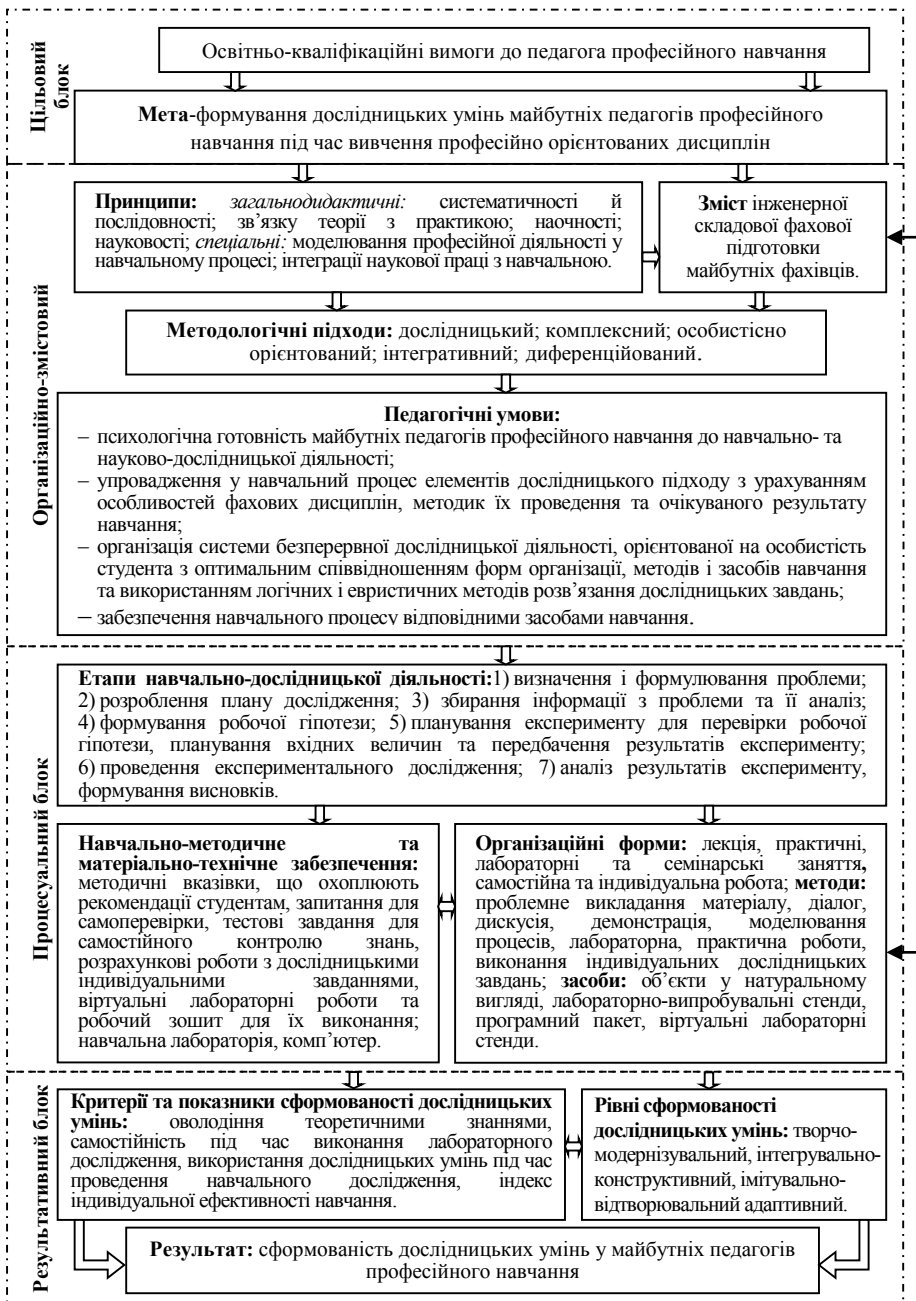 Цільовий
блок
Освітньо-кваліфікаційні вимоги до педагога професійного навчання
Мета-формування дослідницьких умінь майбутніх педагогів професійного
навчання під час вивчення професійно орієнтованих дисциплін
Організаційно-змістовий
Принципи: загальнодидактичні: систематичності й
послідовності; зв’язку теорії з практикою; наочності;
науковості; спеціальні: моделювання професійної діяльності у
навчальному процесі; інтеграції наукової праці з навчальною.
Зміст інженерної
складової фахової
підготовки
майбутніх фахівців.
Методологічні підходи: дослідницький; комплексний; особистісно
орієнтований; інтегративний; диференційований.
Педагогічні умови:
– психологічна готовність майбутніх педагогів професійного навчання до навчально- та
науково-дослідницької діяльності;
– упровадження у навчальний процес елементів дослідницького підходу з урахуванням
особливостей фахових дисциплін, методик їх проведення та очікуваного результату
навчання;
– організація системи безперервної дослідницької діяльності, орієнтованої на особистість
студента з оптимальним співвідношенням форм організації, методів і засобів навчання
та використанням логічних і евристичних методів розв’язання дослідницьких завдань;
– забезпечення навчального процесу відповідними засобами навчання.
Процесуальний блок
Етапи навчально-дослідницької діяльності:1) визначення і формулювання проблеми;
2) розроблення плану дослідження; 3) збирання інформації з проблеми та її аналіз;
4) формування робочої гіпотези; 5) планування експерименту для перевірки робочої
гіпотези, планування вхідних величин та передбачення результатів експерименту;
6) проведення експериментального дослідження; 7) аналіз результатів експерименту,
формування висновків.
Навчально-методичне та
матеріально-технічне забезпечення:
методичні вказівки, що охоплюють
рекомендації студентам, запитання для
самоперевірки, тестові завдання для
самостійного контролю знань,
розрахункові роботи з дослідницькими
індивідуальними завданнями,
віртуальні лабораторні роботи та
робочий зошит для їх виконання;
навчальна лабораторія, комп’ютер.
Організаційні форми: лекція, практичні,
лабораторні та семінарські заняття,
самостійна та індивідуальна робота; методи:
проблемне викладання матеріалу, діалог,
дискусія, демонстрація, моделювання
процесів, лабораторна, практична роботи,
виконання індивідуальних дослідницьких
завдань; засоби: об’єкти у натуральному
вигляді, лабораторно-випробувальні стенди,
програмний пакет, віртуальні лабораторні
стенди.
Результативний блок
Критерії та показники сформованості дослідницьких
умінь: оволодіння теоретичними знаннями,
самостійність під час виконання лабораторного
дослідження, використання дослідницьких умінь під час
проведення навчального дослідження, індекс
індивідуальної ефективності навчання.
Рівні сформованості
дослідницьких умінь: творчо-
модернізувальний, інтегрувально-
конструктивний, імітувально-
відтворювальний адаптивний.
Результат: сформованість дослідницьких умінь у майбутніх педагогів
професійного навчання